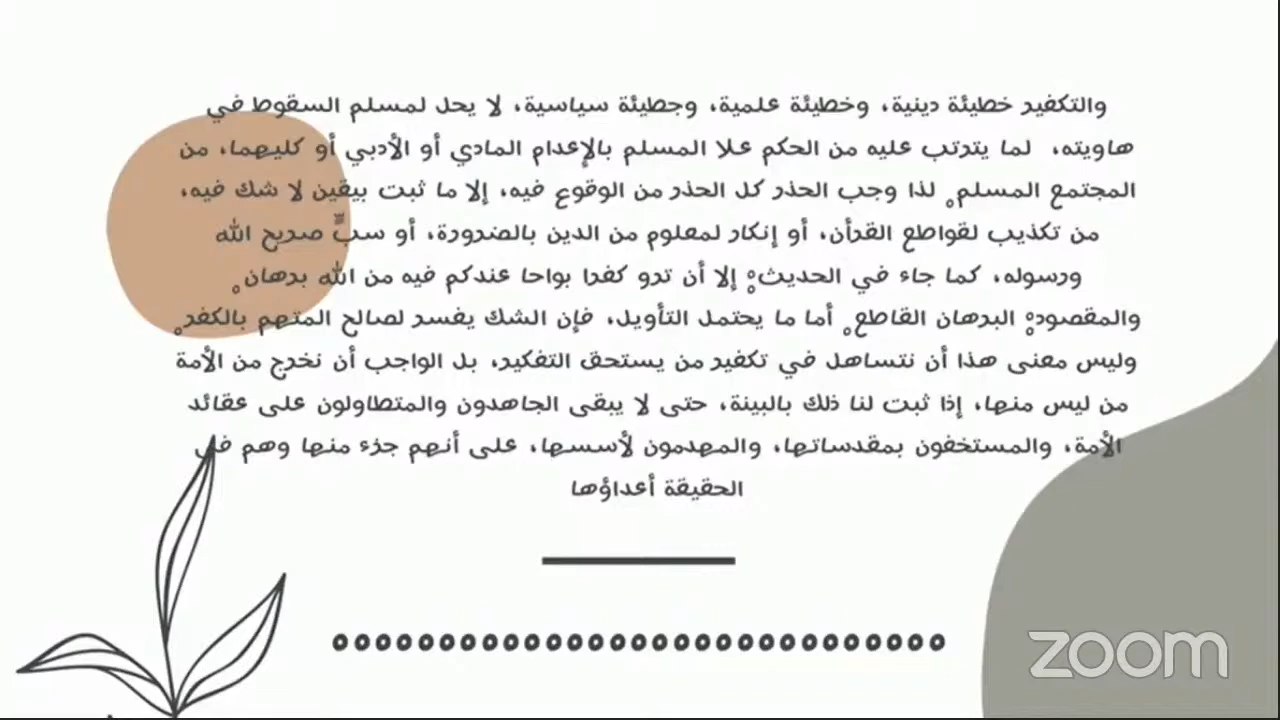 والتكفير خطيئة دينية، وخطيئة علمية، وجطيئة سياسية، لا يحل لمسلم السقوط في
هاويته، لما يترتب عليه من الحكم علا المسلم بالإعدام المادي أو الأدبي أو كليهما، من
المجتمع المسلم. لذا وجب الحذر كل الحذر من الوقوع فيه، إلا ما ثبت بيقين لا شك فيه،
من تكذيب لقواطع القرأن، أو إنكار لمعلوم من الدين بالضرورة، أو سبٍّ صريح الله
ورسوله، كما جاء في الحديث: إلا أن تدو كفرا بواحا عندكم فيه من الله برهان.
والمقصود: البرهان القاطع. أما ما يحتمل التأويل، فإن الشك يفسر لصالح المتهم بالكفر.
وليس معنى هذا أن نتساهل في تكفير من يستحق التفكير، بل الواجب أن نخرج من الأمة
من ليس منها، إذا ثبت لنا ذلك بالبينة، حتى لا يبقى الجاهدون والمتطاولون على عقائد
الأمة، والمستخفون بمقدساتها، والمهدمون لأسسها، على أنهم جزء منها وهم في
الحقيقة أعداؤها
zoom